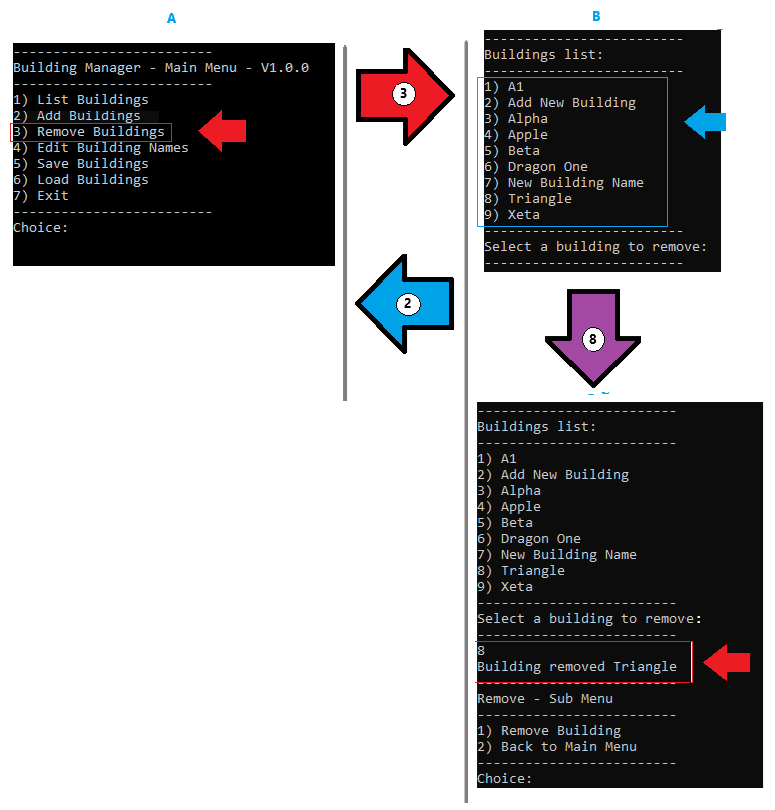 A
-------------------------
Building Manager - Main Menu - V1.0.0
-------------------------
1) List Buildings
2) Add Buildings
3) Remove Buildings
4) Edit Building Names
5) Save Buildings
6) Load Buildings
7) Exit
-------------------------
Choice:
3
2
B
-------------------------
Buildings list:
-------------------------
1) A1
2) Add New Building
3) Alpha
4) Apple
5) Beta
6) Dragon One
7) New Building Name
8) Triangle
9) Xeta
-------------------------
Select a building to remove:
-------------------------
8
-------------------------
Buildings list:
-------------------------
1) A1
2) Add New Building
3) Alpha
4) Apple
5) Beta
6) Dragon One
7) New Building Name
8) Triangle
9) Xeta
-------------------------
Select a building to remove:
-------------------------
8
Building removed Triangle
-------------------------
Remove - Sub Menu
-------------------------
1) Remove Building
2) Back to Main Menu
-------------------------
Choice: